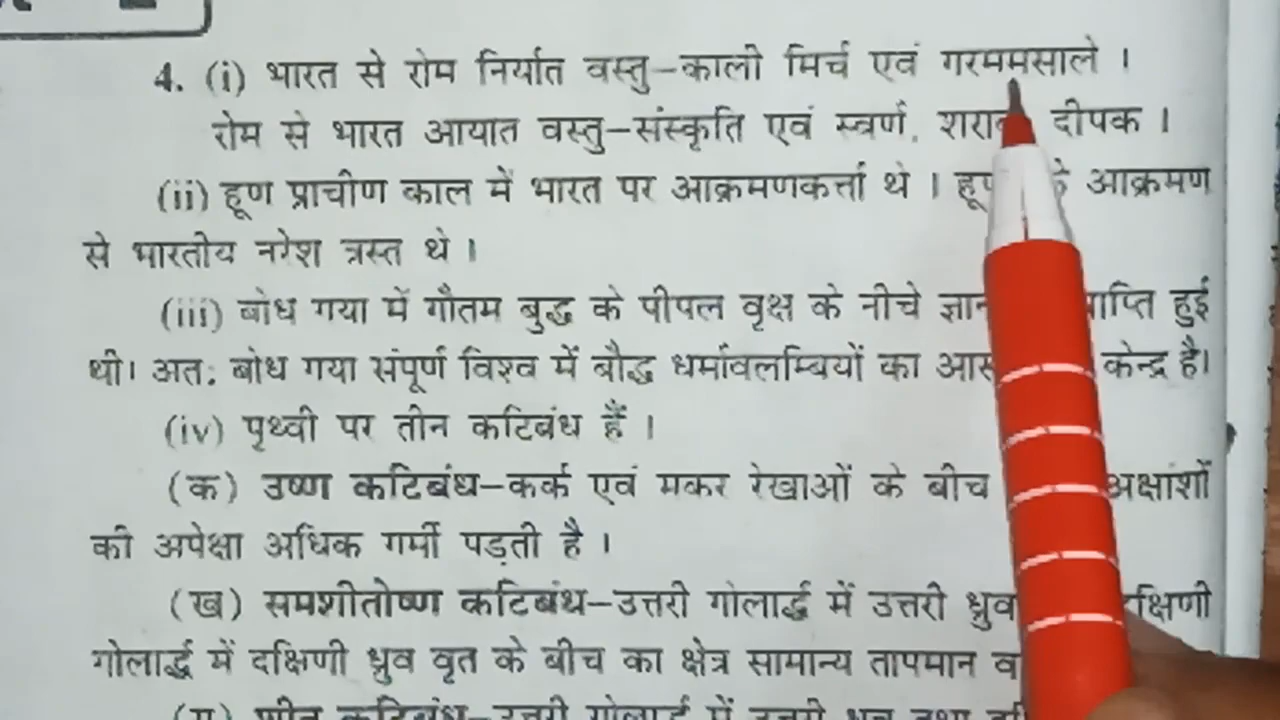 4. (i) भारत से रोम निर्यात वस्तु–काली मिर्च एवं गरममसाले ।
रोम से भारत आयात वस्तु–संस्कृति एवं स्वर्ण, दीपक ।
(ii) हूण प्राचीण काल में भारत पर आक्रमणकर्त्ता थे । आक्रमण
से भारतीय नरेश त्रस्त थे ।
(iii) बोध गया में गौतम बुद्ध के पीपल वृक्ष के नीचे हुई
थी। अतः बोध गया संपूर्ण विश्व में बौद्ध धर्मावलम्बियों का केन्द्र है।
(iv) पृथ्वी पर तीन कटिबंध हैं ।
(क) उष्ण कटिबंध–कर्क एवं मकर रेखाओं के बीच अक्षांशों
की अपेक्षा अधिक गर्मी पड़ती है ।
(ख) समशीतोष्ण कटिबंध–उत्तरी गोलार्द्ध में उत्तरी ध्रुव
गोलार्द्ध में दक्षिणी ध्रुव वृत के बीच का क्षेत्र सामान्य तापमान